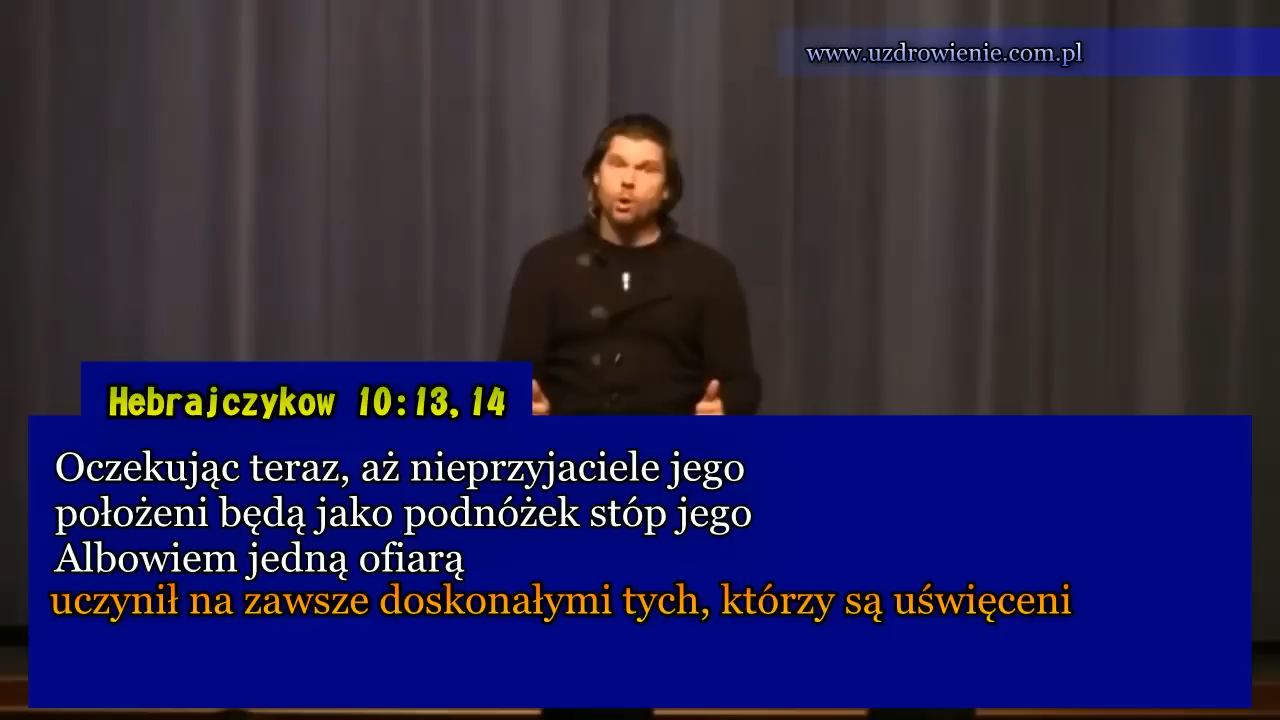 www.uzdrowienie.com.pl
Hebrajczykow 10:13,14
Oczekując teraz, aż nieprzyjaciele jego
położeni będą jako podnóżek stóp jego
Albowiem jedną ofiarą
uczynił na zawsze doskonałymi tych, którzy są uświęceni